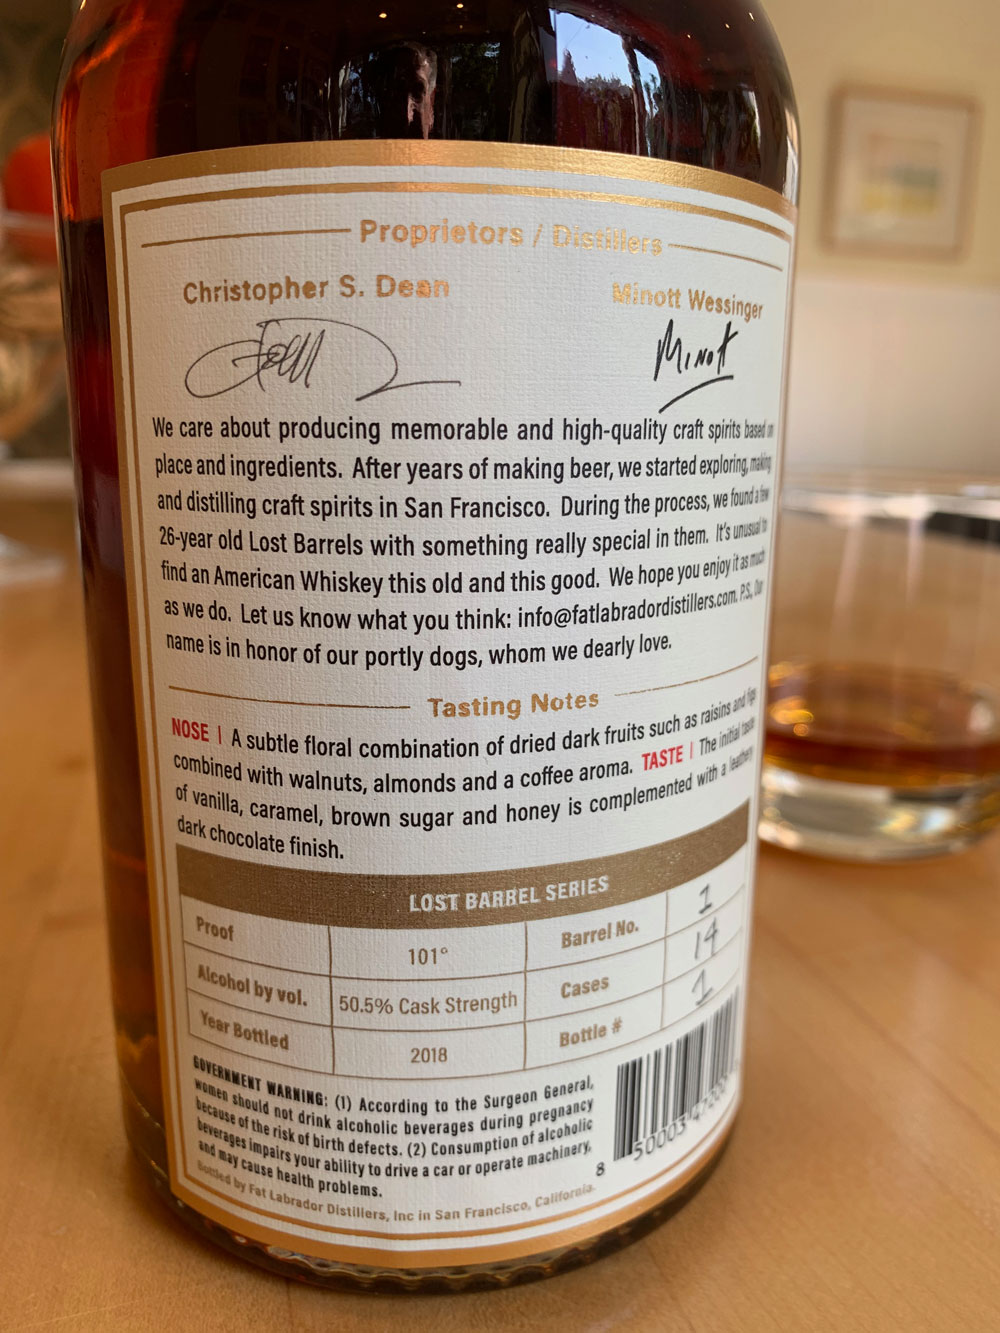 Proprietors / Distillers
Christopher S. Dean Minott Wessinger
Minott
We care about producing memorable and high-quality craft spirits based on
place and ingredients. After years of making beer, we started exploring, making
and distilling craft spirits in San Francisco. During the process, we found a few
26-year old Lost Barrels with something really special in them. It's unusual to
find an American Whiskey this old and this good. We hope you enjoy it as much
as we do. Let us know what you think: info@fatlabradordistillers.com. P.S., Our
name is in honor of our portly dogs, whom we dearly love.
Tasting Notes
NOSE | A subtle floral combination of dried dark fruits such as raisins and figs
combined with walnuts, almonds and a coffee aroma. TASTE | The initial taste
of vanilla, caramel, brown sugar and honey is complemented with a leathery
dark chocolate finish.
LOST BARREL SERIES
Proof 101° Barrel No. 1
Alcohol by vol. 50.5% Cask Strength Cases 14
Year Bottled 2018 Bottle # 1
GOVERNMENT WARNING: (1) According to the Surgeon General,
women should not drink alcoholic beverages during pregnancy
because of the risk of birth defects. (2) Consumption of alcoholic
beverages impairs your ability to drive a car or operate machinery,
and may cause health problems.
Bottled by Fat Labrador Distillers, Inc in San Francisco, California.
8 50003